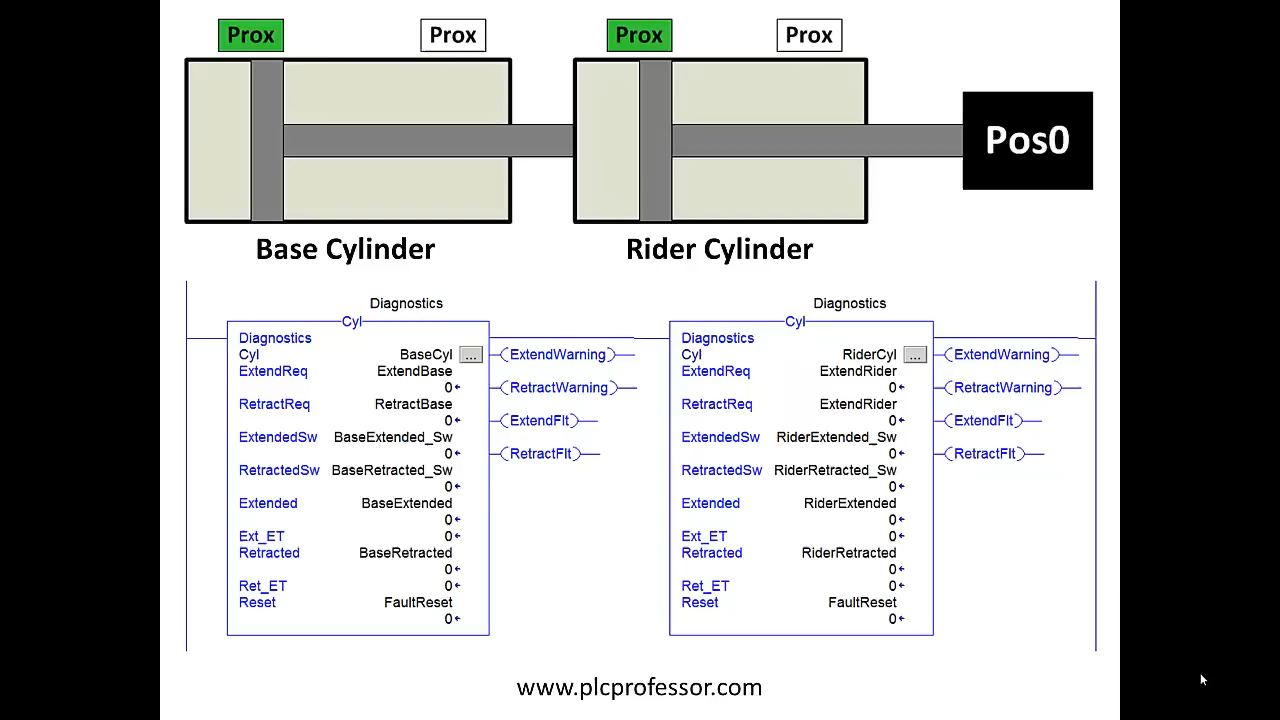 Prox Prox Prox Prox
Pos0
Base Cylinder Rider Cylinder
Diagnostics Diagnostics
Cyl Cyl
Diagnostics Diagnostics
Cyl BaseCyl ... ExtendWarning Cyl RiderCyl ... ExtendWarning
ExtendReq ExtendBase ExtendReq ExtendRider
0 RetractWarning 0 RetractWarning
RetractReq RetractBase RetractReq ExtendRider
0 ExtendFlt 0 ExtendFlt
ExtendedSw BaseExtended_Sw ExtendedSw RiderExtended_Sw
0 RetractFlt 0 RetractFlt
RetractedSw BaseRetracted_Sw RetractedSw RiderRetracted_Sw
0 0
Extended BaseExtended Extended RiderExtended
0 0
Ext_ET 0 Ext_ET 0
Retracted BaseRetracted Retracted RiderRetracted
0 0
Ret_ET 0 Ret_ET 0
Reset FaultReset Reset FaultReset
0 0
www.plcprofessor.com